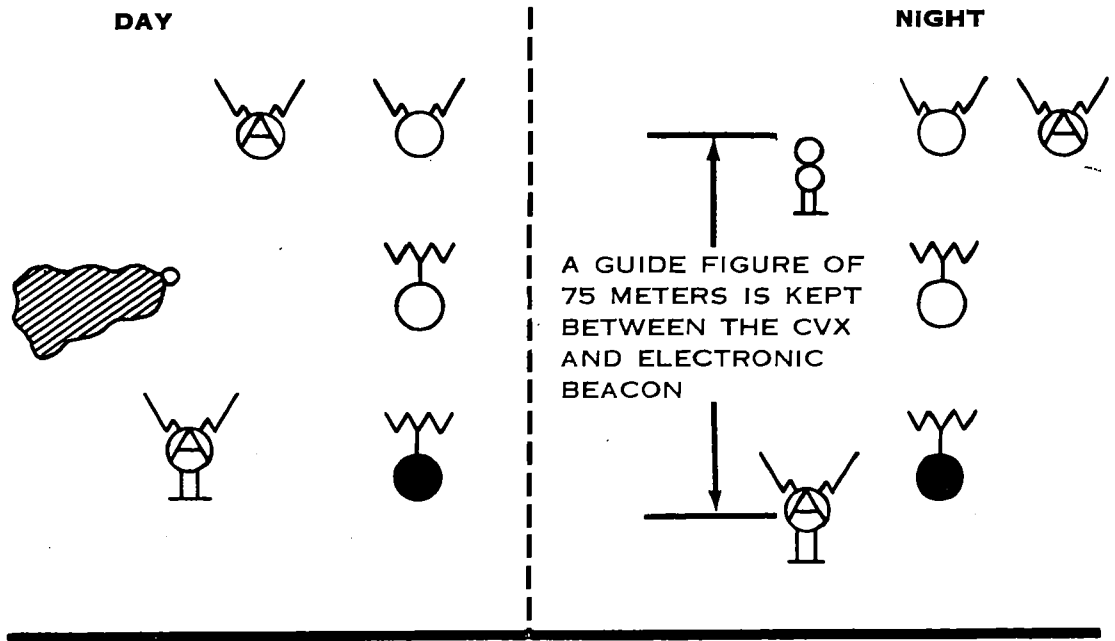 DAY
NIGHT
A
A
A
A GUIDE FIGURE OF
75 METERS IS KEPT
BETWEEN THE CVX
AND ELECTRONIC
BEACON
A